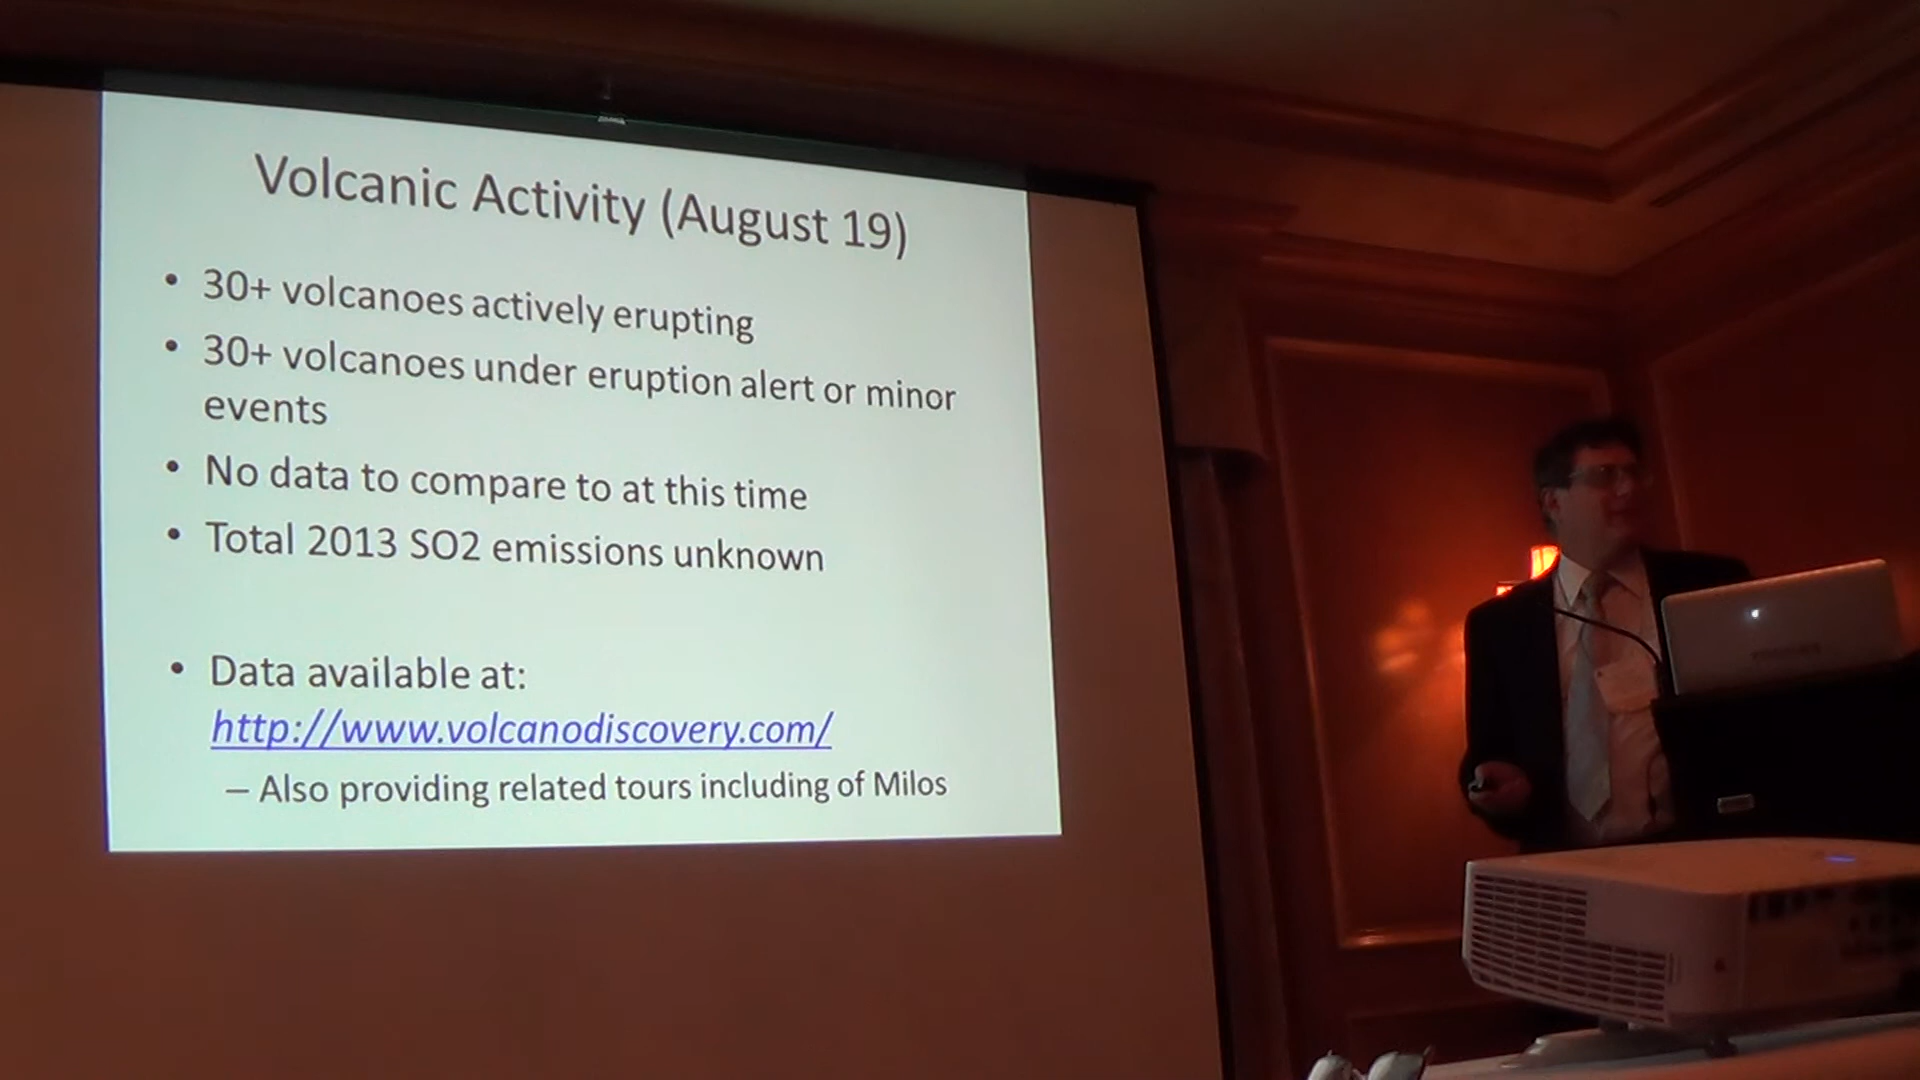 Volcanic Activity (August 19)
• 30+ volcanoes actively erupting
• 30+ volcanoes under eruption alert or minor
events
• No data to compare to at this time
• Total 2013 SO2 emissions unknown
• Data available at:
http://www.volcanodiscovery.com/
– Also providing related tours including of Milos